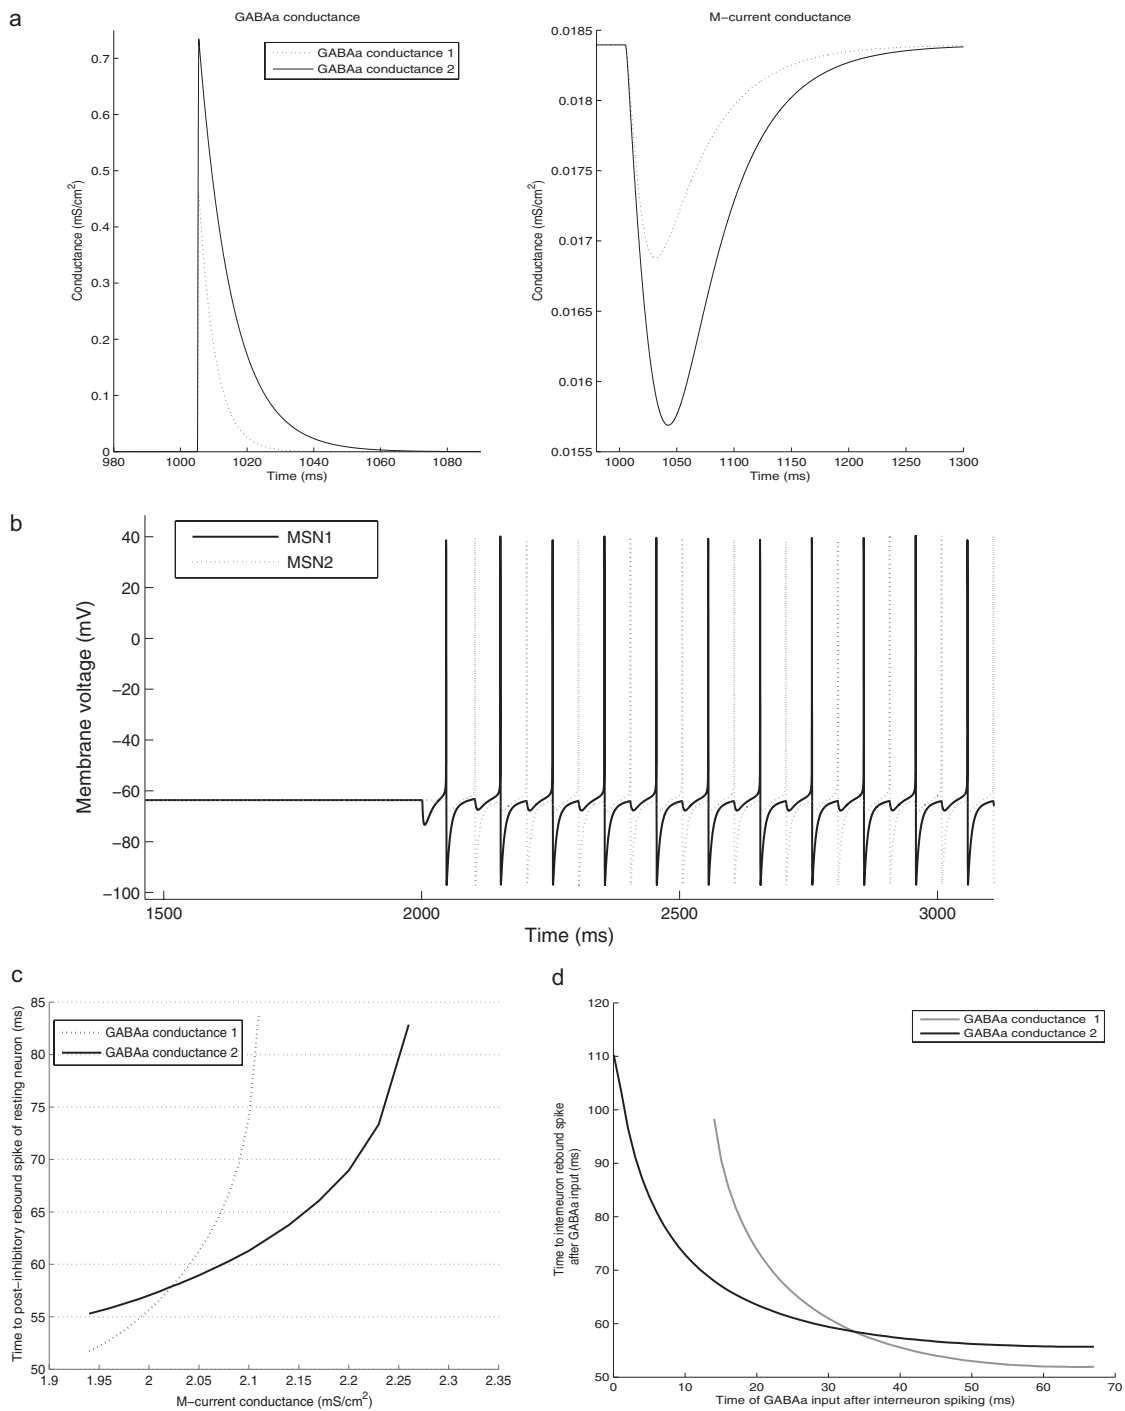 a
GABAa conductance
M−current conductance
GABAa conductance 1
GABAa conductance 2
Conductance (mS/cm2)
0.7
0.6
0.5
0.4
0.3
0.2
0.1
0
980
1000
1020
1040
1060
1080
Time (ms)
Conductance (mS/cm2)
0.0185
0.018
0.0175
0.017
0.0165
0.016
0.0155
1000
1050
1100
1150
1200
1250
1300
Time (ms)
b
MSN1
MSN2
Membrane voltage (mV)
40
20
0
−20
−40
−60
−80
−100
1500
2000
2500
3000
Time (ms)
c
GABAa conductance 1
GABAa conductance 2
Time to post−inhibitory rebound spike of resting neuron (ms)
85
80
75
70
65
60
55
50
1.9
1.95
2
2.05
2.1
2.15
2.2
2.25
2.3
2.35
M−current conductance (mS/cm2)
d
GABAa conductance 1
GABAa conductance 2
Time to interneuron rebound spike
after GABAa input (ms)
120
110
100
90
80
70
60
50
0
10
20
30
40
50
60
70
Time of GABAa input after interneuron spiking (ms)